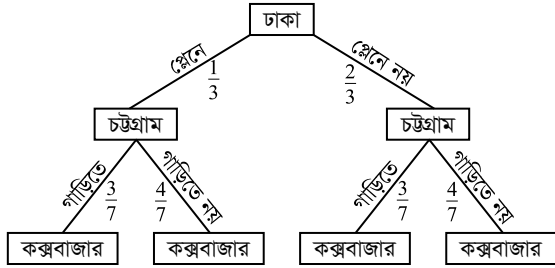 ঢাকা
প্লেনে
1/3
প্লেনে নয়
2/3
চট্টগ্রাম
চট্টগ্রাম
গাড়িতে
3/7
গাড়িতে নয়
4/7
গাড়িতে
3/7
গাড়িতে নয়
4/7
কক্সবাজার
কক্সবাজার
কক্সবাজার
কক্সবাজার